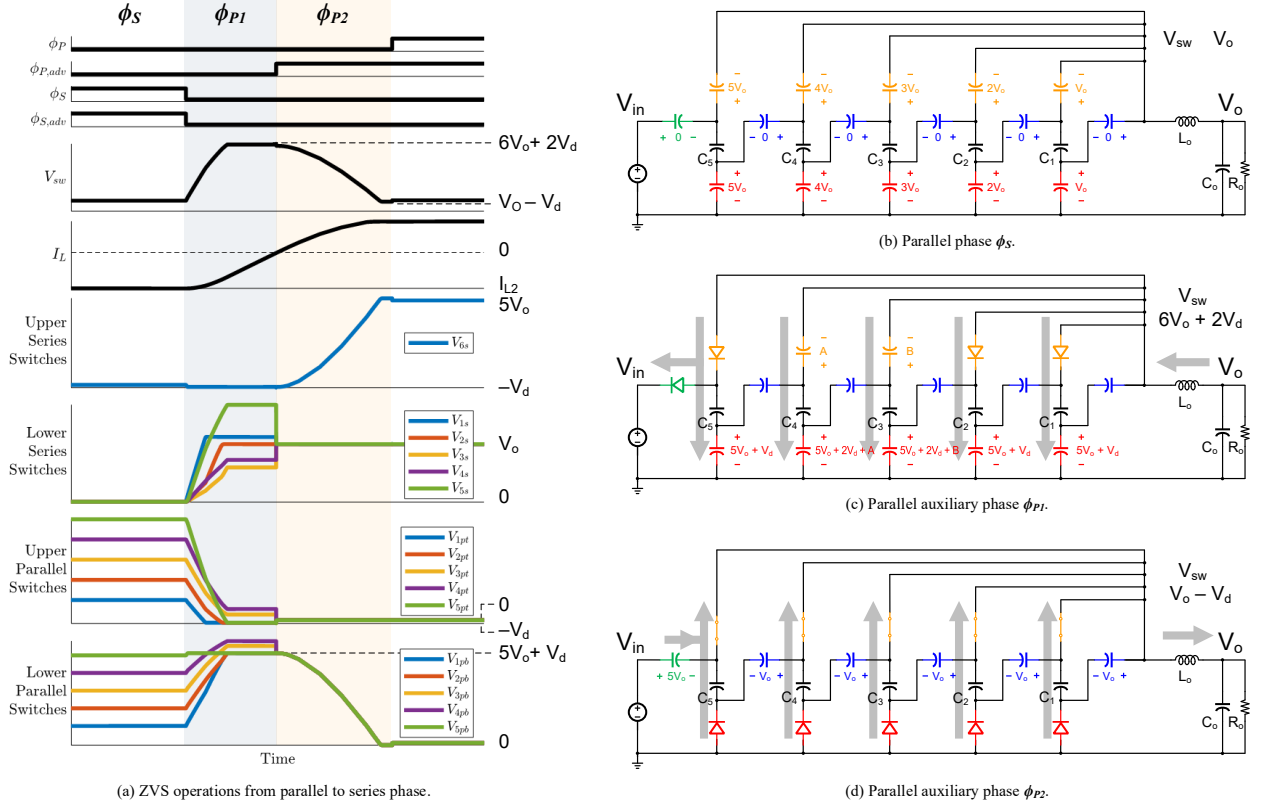 ϕS ϕP1 ϕP2
ϕP
ϕP,adv
ϕS
ϕS,adv
Vsw
6Vo+ 2Vd
VO – Vd
IL
0
IL2
Upper
Series
Switches
V6s
5Vo
–Vd
Lower
Series
Switches
V1s
V2s
V3s
V4s
V5s
Vo
0
Upper
Parallel
Switches
V1pt
V2pt
V3pt
V4pt
V5pt
0
–Vd
Lower
Parallel
Switches
V1pb
V2pb
V3pb
V4pb
V5pb
5Vo+ Vd
0
Time
(a) ZVS operations from parallel to series phase.
Vsw Vo
– – – – –
5Vo 4Vo 3Vo 2Vo Vo
+ + + + +
Vin Vo
+ 0 – – 0 + – 0 + – 0 + – 0 + – 0 +
Lo
C5 C4 C3 C2 C1
Co Ro
+ + + + +
5Vo 4Vo 3Vo 2Vo Vo
– – – – –
+
–
(b) Parallel phase ϕS.
Vsw
6Vo + 2Vd
– –
A B
+ +
Vin Vo
Lo
C5 C4 C3 C2 C1
Co Ro
+ + + + +
5Vo + Vd 5Vo + 2Vd + A 5Vo + 2Vd + B 5Vo + Vd 5Vo + Vd
– – – – –
+
–
(c) Parallel auxiliary phase ϕP1.
Vsw
Vo – Vd
Vin Vo
+ 5Vo – – Vo + – Vo + – Vo + – Vo + – Vo +
Lo
C5 C4 C3 C2 C1
Co Ro
+
–
(d) Parallel auxiliary phase ϕP2.